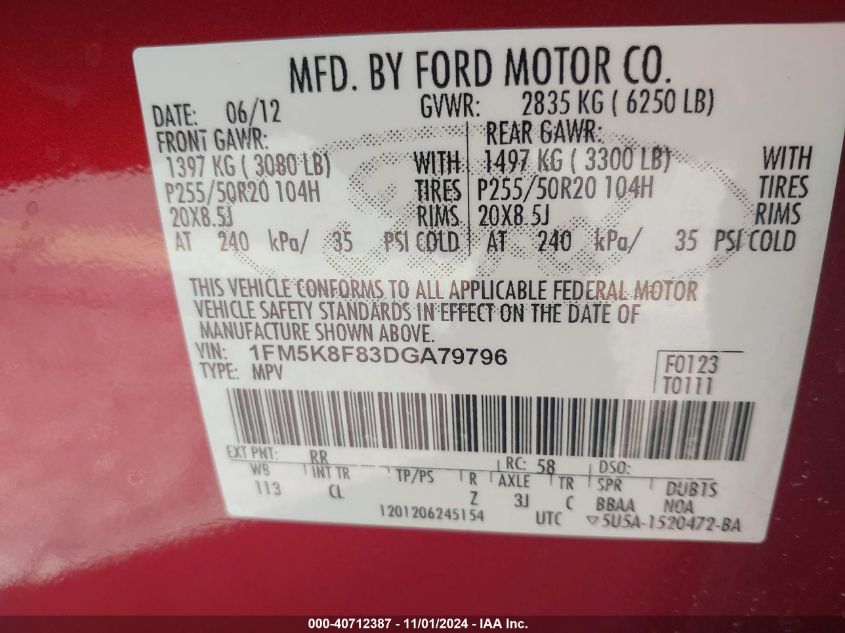 MFD. BY FORD MOTOR CO.
DATE: 06/12 GVWR: 2835 KG ( 6250 LB)
FRONT GAWR: REAR GAWR:
1397 KG ( 3080 LB) WITH 1497 KG ( 3300 LB) WITH
P255/50R20 104H TIRES P255/50R20 104H TIRES
20X8.5J RIMS 20X8.5J RIMS
AT 240 kPa/ 35 PSI COLD AT 240 kPa/ 35 PSI COLD
THIS VEHICLE CONFORMS TO ALL APPLICABLE FEDERAL MOTOR
VEHICLE SAFETY STANDARDS IN EFFECT ON THE DATE OF
MANUFACTURE SHOWN ABOVE.
VIN: 1FM5K8F83DGA79796
TYPE: MPV
F0123
T0111
EXT PNT: RR RC: 58 DSO:
WB INT TR TP/PS R AXLE TR SPR DUBTS
113 CL Z 3J C BBAA NOA
1201206245154 UTC ▽5U5A-1520472-BA
000-40712387 - 11/01/2024 - IAA Inc.